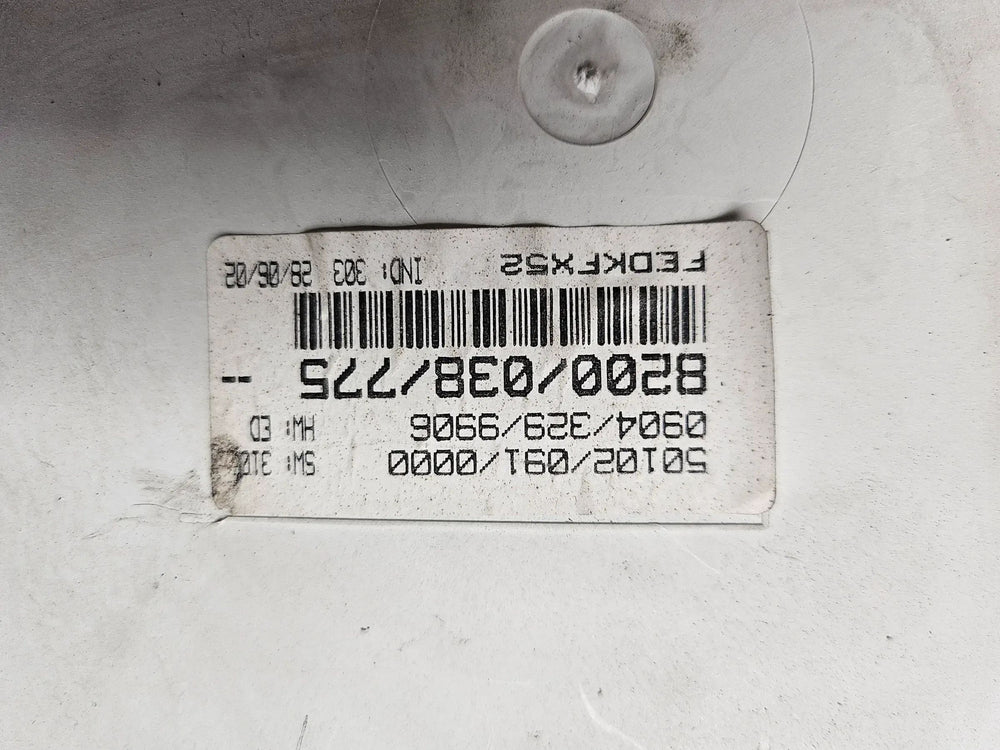 50102/091/0000 SW:
0904/329/9906 HW: ED
8200/038/775 --
FEDKFX52 IND: 303 28/06/02